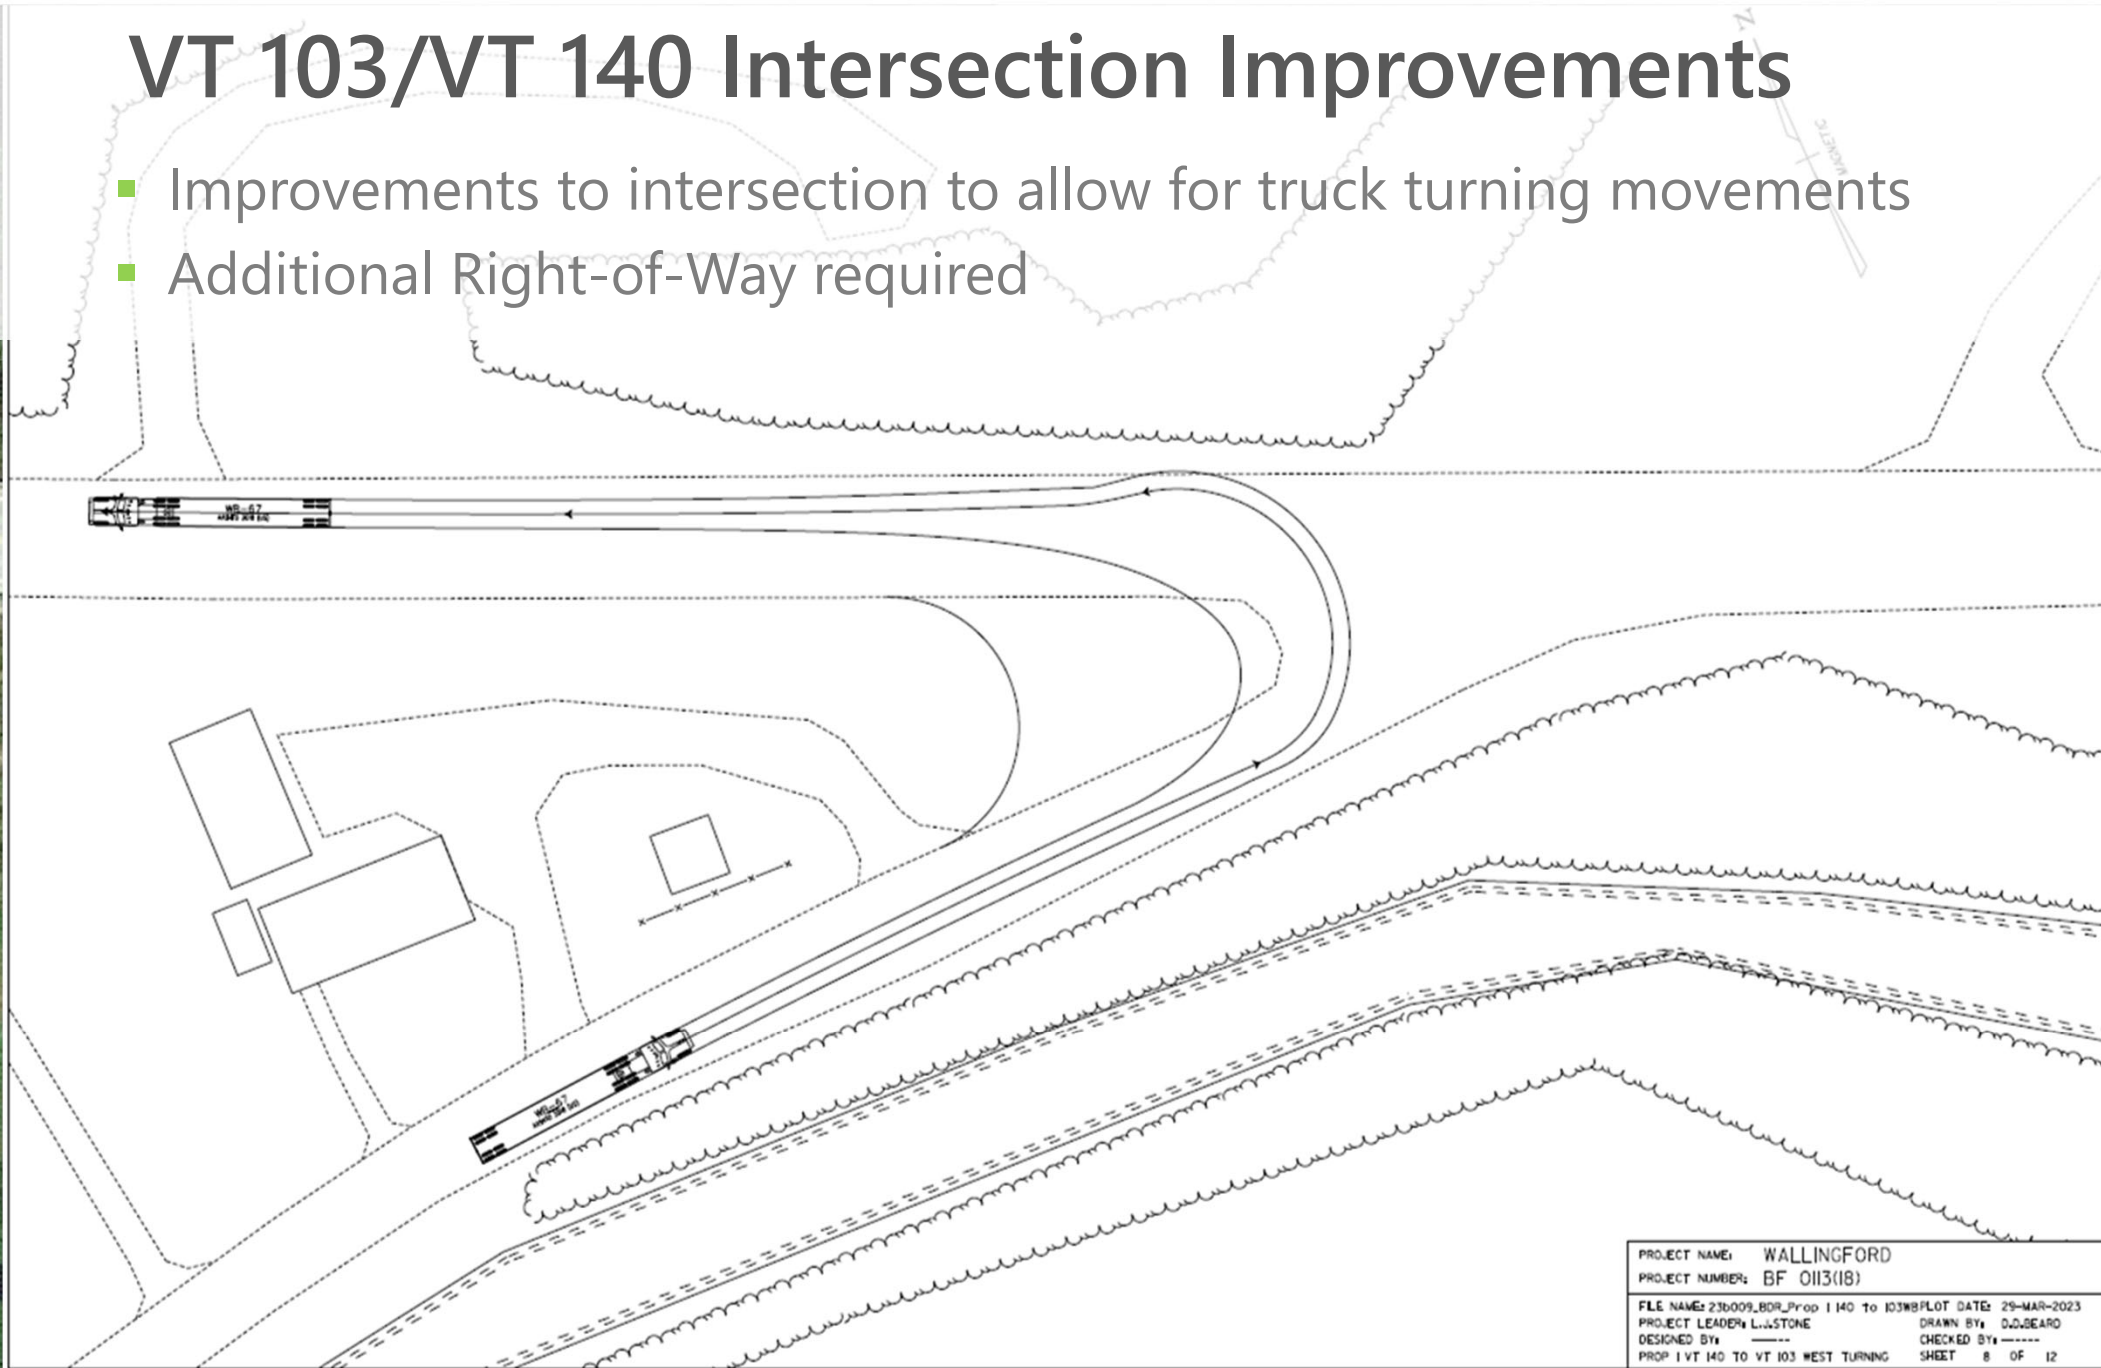 VT 103/VT 140 Intersection Improvements
Improvements to intersection to allow for truck turning movements
Additional Right-of-Way required
MAGNETIC
N
WB-67
WB-67
PROJECT NAME: WALLINGFORD
PROJECT NUMBER: BF 0113(18)
FILE NAME: 23b009_BDR_Prop 1 140 to 103WB PLOT DATE: 29-MAR-2023
PROJECT LEADER: L.J.STONE DRAWN BY: D.D.BEARD
DESIGNED BY: ----- CHECKED BY: -----
PROP 1 VT 140 TO VT 103 WEST TURNING SHEET 8 OF 12